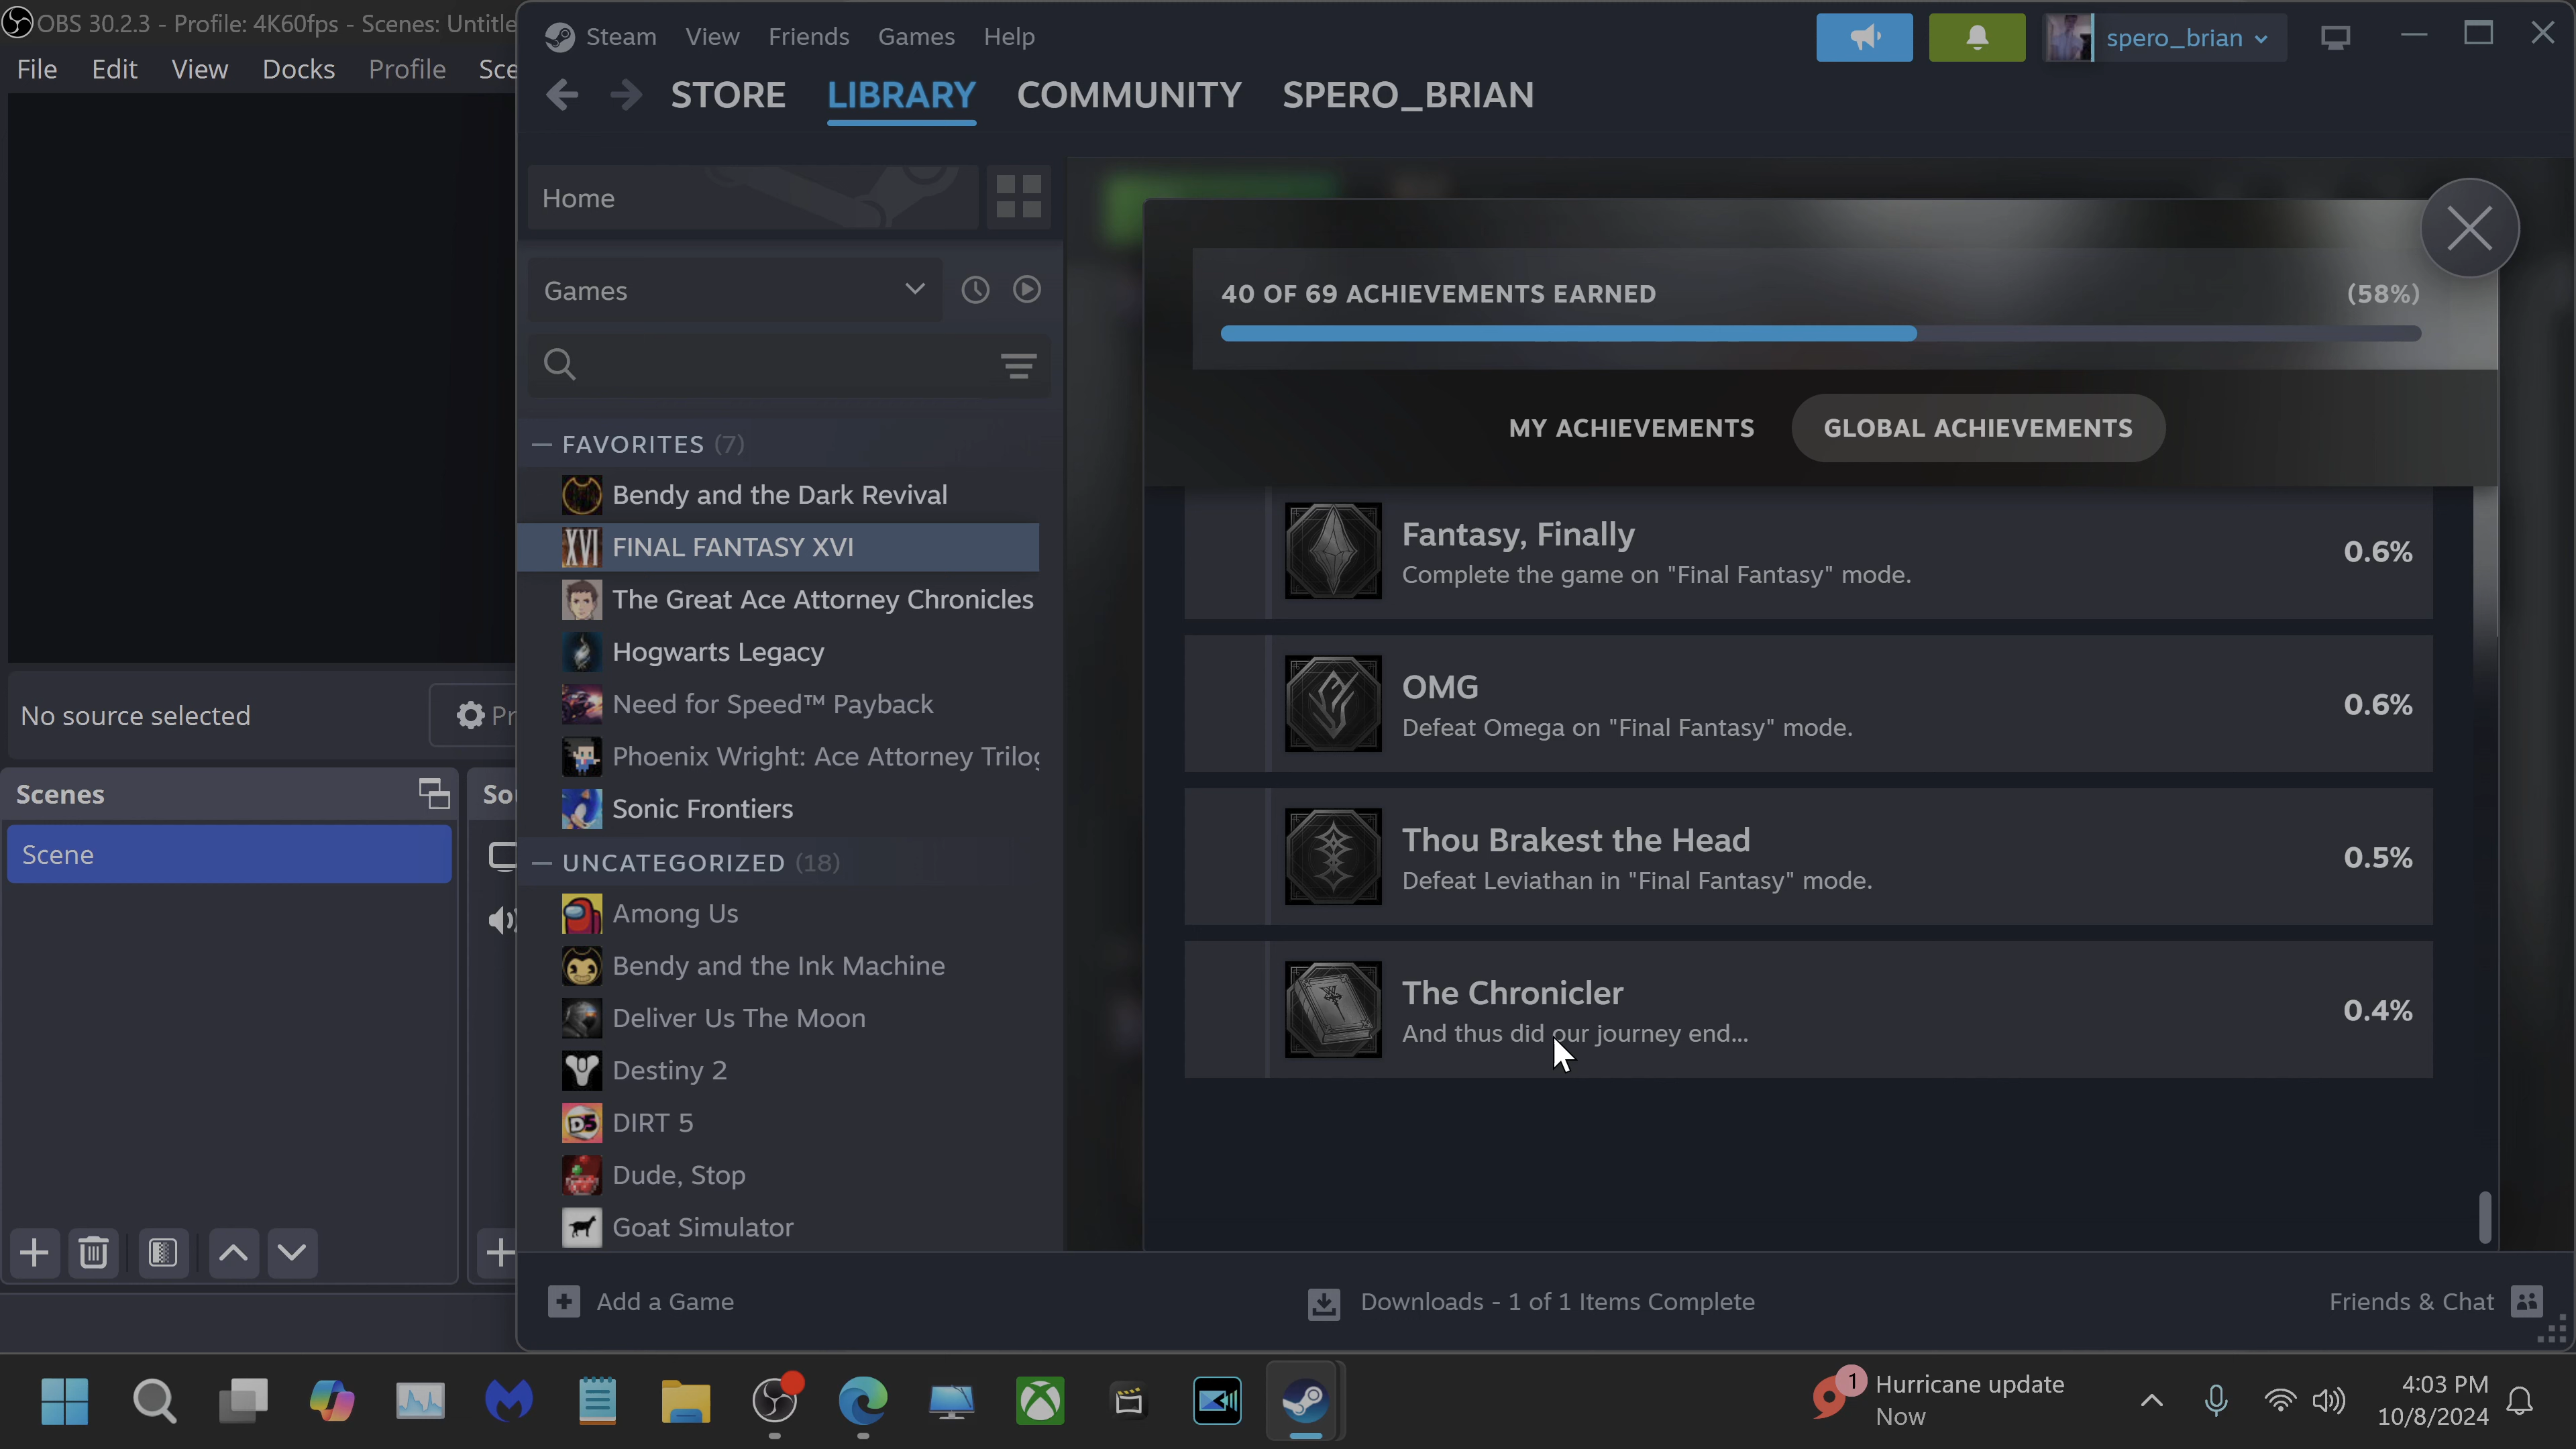 OBS 30.2.3 - Profile: 4K60fps - Scenes: Untitle
File Edit View Docks Profile Sce
No source selected
Pr
Scenes
So
Scene
Steam View Friends Games Help
spero_brian
STORE LIBRARY COMMUNITY SPERO_BRIAN
Home
Games
FAVORITES (7)
Bendy and the Dark Revival
XVI FINAL FANTASY XVI
The Great Ace Attorney Chronicles
Hogwarts Legacy
Need for Speed™ Payback
Phoenix Wright: Ace Attorney Trilog
Sonic Frontiers
UNCATEGORIZED (18)
Among Us
Bendy and the Ink Machine
Deliver Us The Moon
Destiny 2
D5 DIRT 5
Dude, Stop
Goat Simulator
40 OF 69 ACHIEVEMENTS EARNED (58%)
MY ACHIEVEMENTS GLOBAL ACHIEVEMENTS
Fantasy, Finally
Complete the game on "Final Fantasy" mode.
0.6%
OMG
Defeat Omega on "Final Fantasy" mode.
0.6%
Thou Brakest the Head
Defeat Leviathan in "Final Fantasy" mode.
0.5%
The Chronicler
And thus did our journey end...
0.4%
Add a Game
Downloads - 1 of 1 Items Complete
Friends & Chat
1
Hurricane update
Now
4:03 PM
10/8/2024